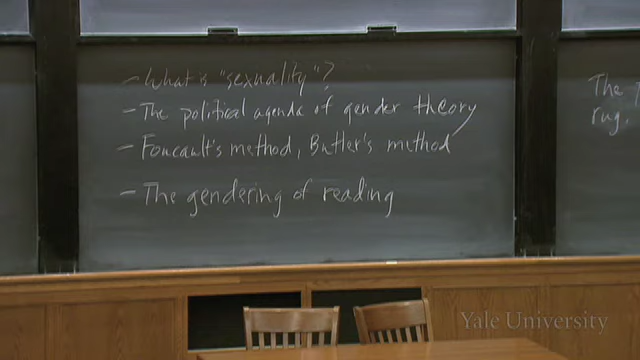 - What is "sexuality"?
- The political agenda of gender theory
- Foucault's method, Butler's method
- The gendering of reading
The
rug.
Yale University